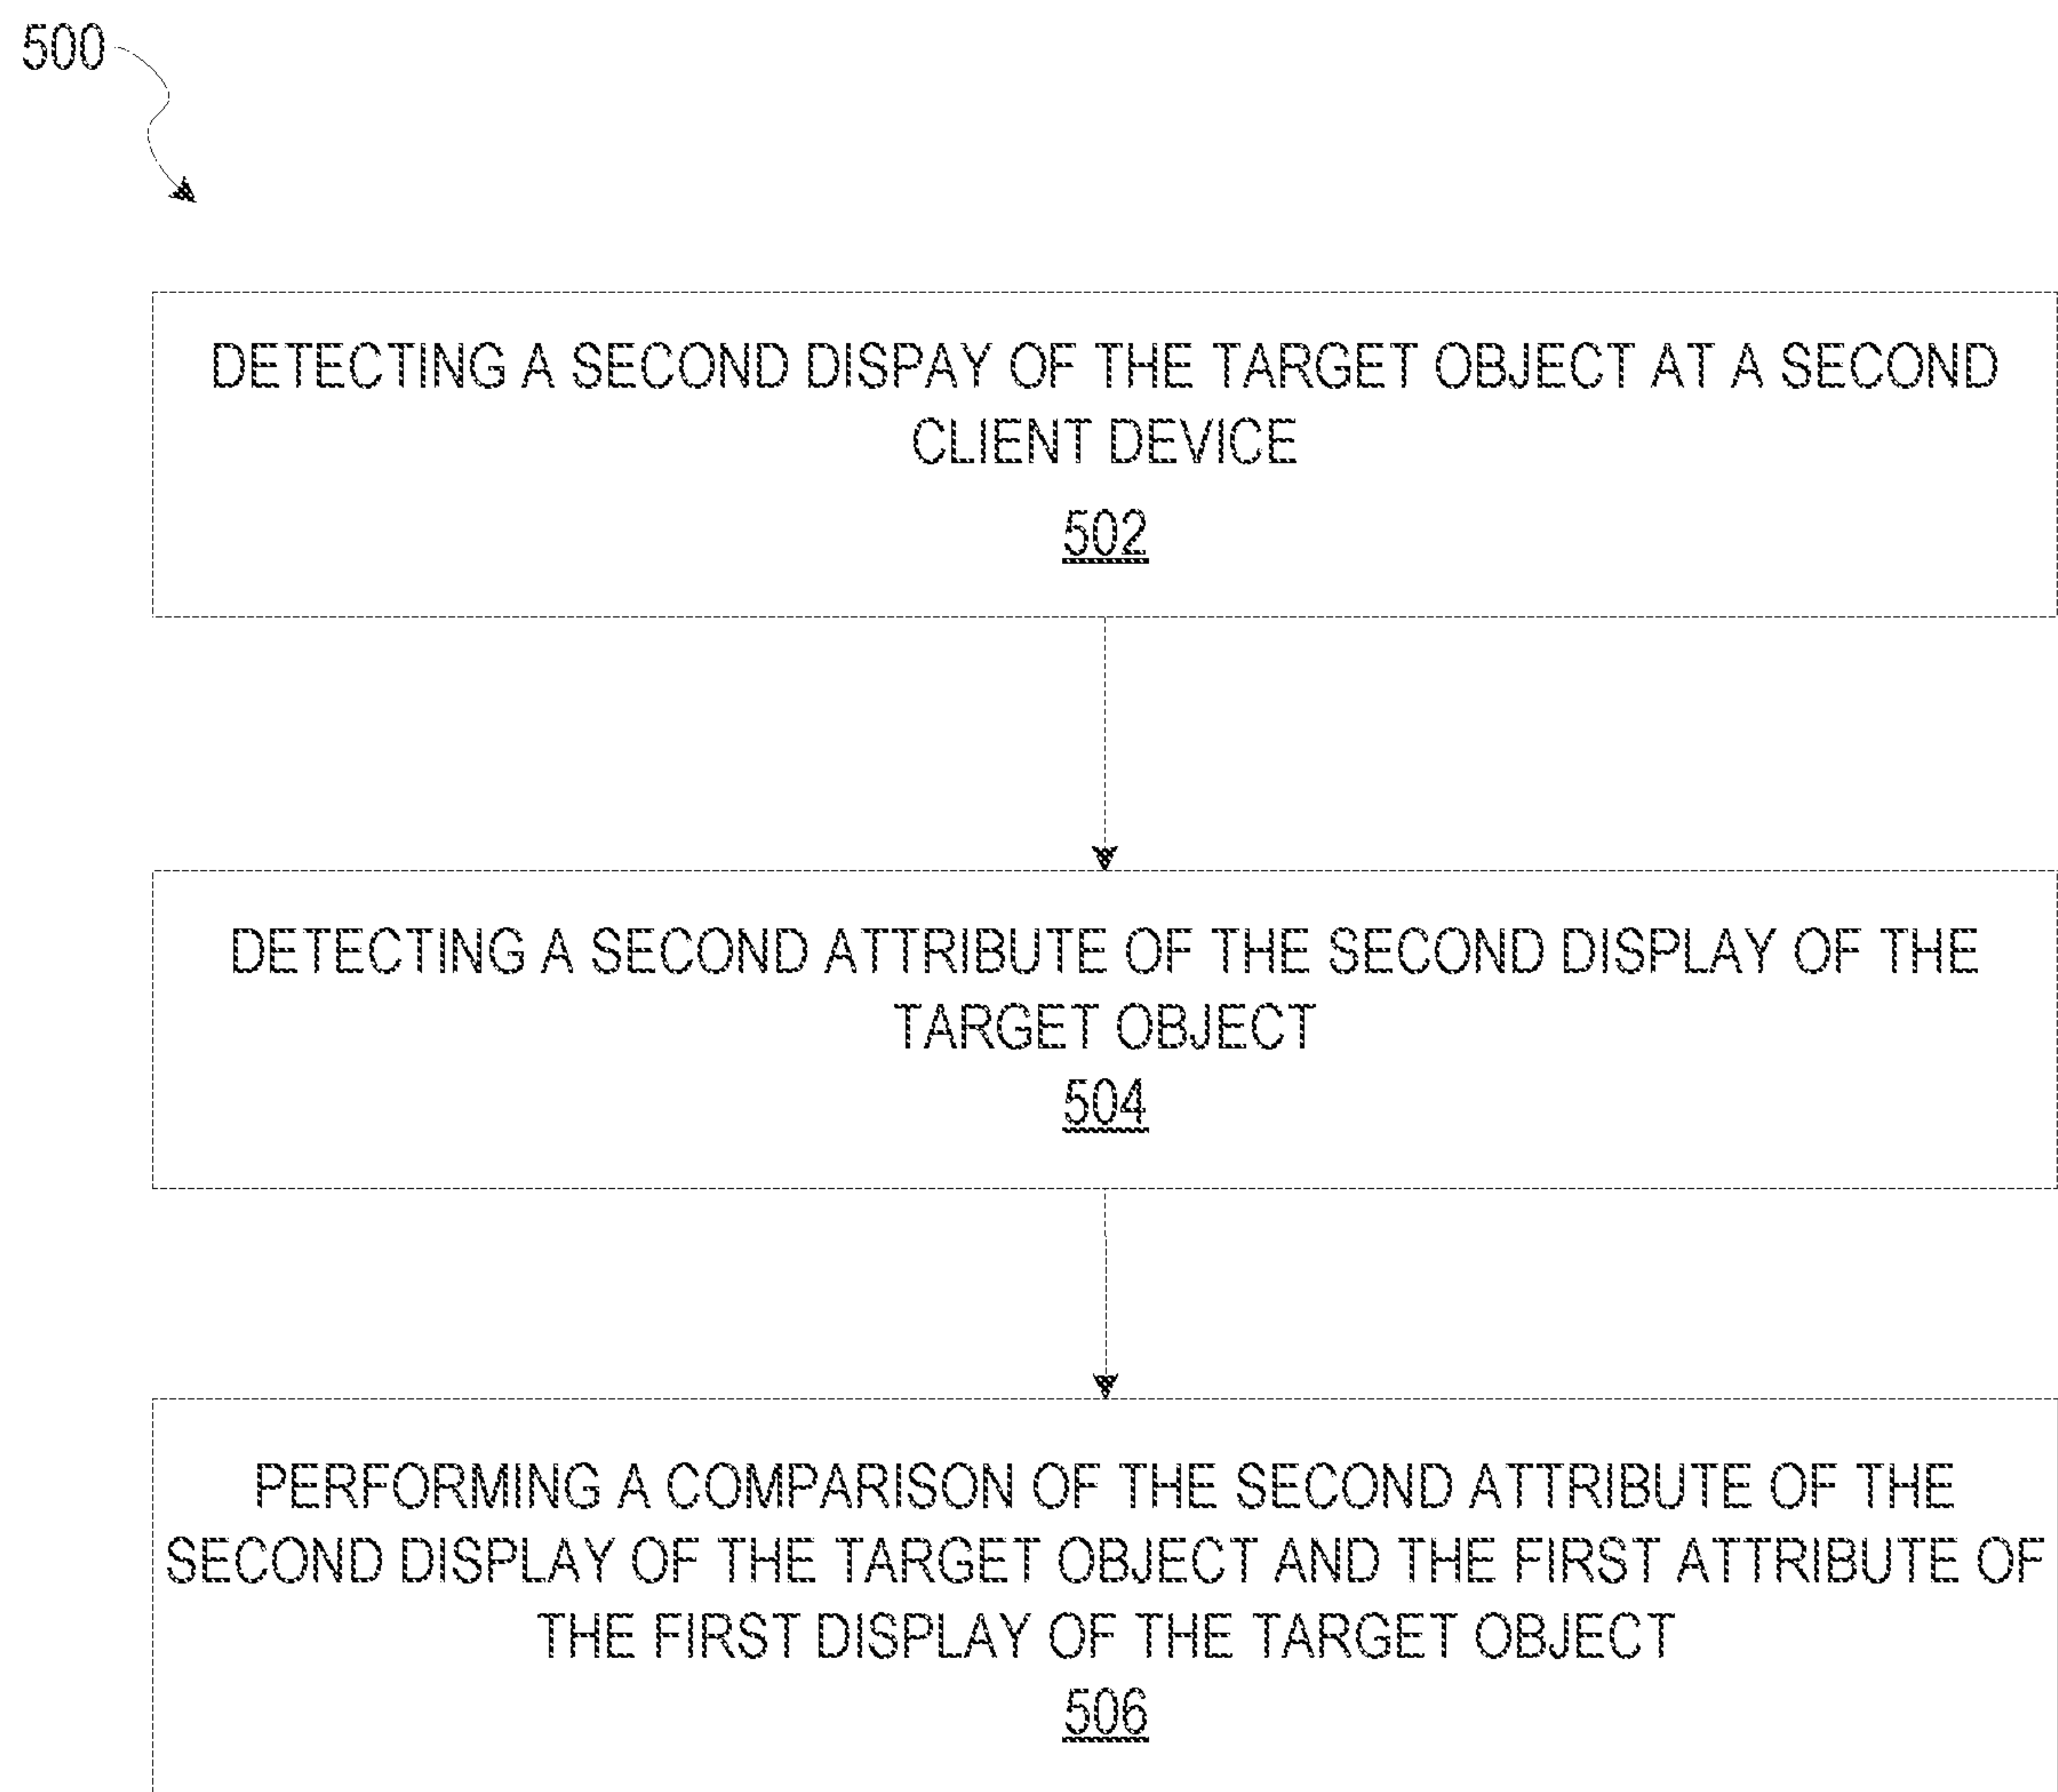 500
DETECTING A SECOND DISPAY OF THE TARGET OBJECT AT A SECOND
CLIENT DEVICE
502
DETECTING A SECOND ATTRIBUTE OF THE SECOND DISPLAY OF THE
TARGET OBJECT
504
PERFORMING A COMPARISON OF THE SECOND ATTRIBUTE OF THE
SECOND DISPLAY OF THE TARGET OBJECT AND THE FIRST ATTRIBUTE OF
THE FIRST DISPLAY OF THE TARGET OBJECT
506